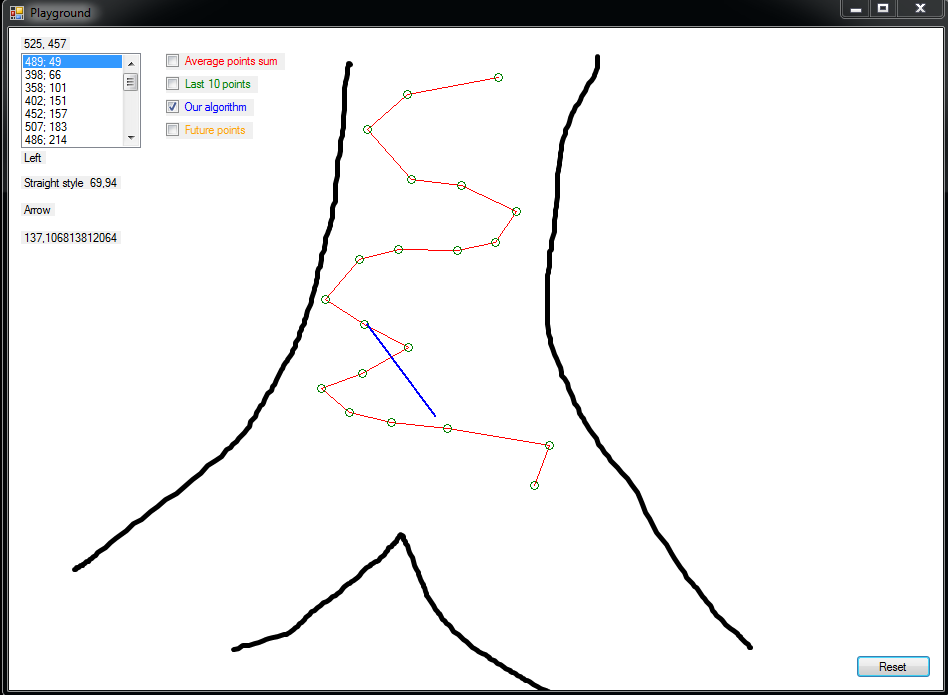 Playground
525, 457
489; 49
398; 66
358; 101
402; 151
452; 157
507; 183
486; 214
Average points sum
Last 10 points
Our algorithm
Future points
Left
Straight style 69,94
Arrow
137,106813812064
Reset